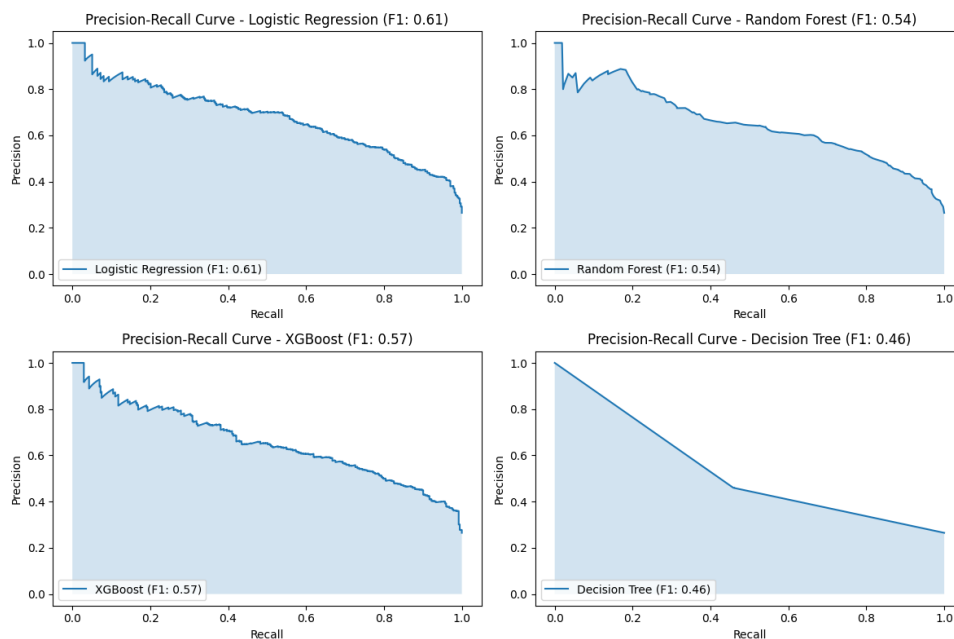 Precision-Recall Curve - Logistic Regression (F1: 0.61)
1.0
0.8
0.6
0.4
0.2
0.0
Precision
Logistic Regression (F1: 0.61)
0.0 0.2 0.4 0.6 0.8 1.0
Recall
Precision-Recall Curve - Random Forest (F1: 0.54)
1.0
0.8
0.6
0.4
0.2
0.0
Precision
Random Forest (F1: 0.54)
0.0 0.2 0.4 0.6 0.8 1.0
Recall
Precision-Recall Curve - XGBoost (F1: 0.57)
1.0
0.8
0.6
0.4
0.2
0.0
Precision
XGBoost (F1: 0.57)
0.0 0.2 0.4 0.6 0.8 1.0
Recall
Precision-Recall Curve - Decision Tree (F1: 0.46)
1.0
0.8
0.6
0.4
0.2
0.0
Precision
Decision Tree (F1: 0.46)
0.0 0.2 0.4 0.6 0.8 1.0
Recall